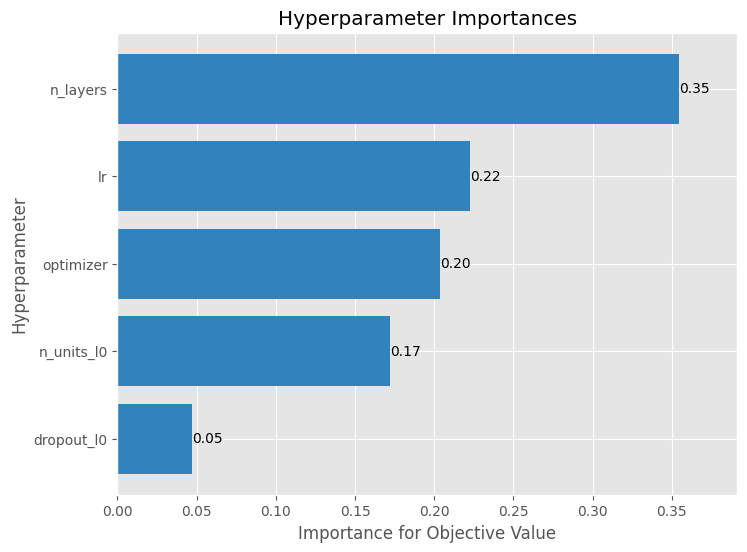 Hyperparameter Importances
Hyperparameter
n_layers
0.35
lr
0.22
optimizer
0.20
n_units_l0
0.17
dropout_l0
0.05
0.00 0.05 0.10 0.15 0.20 0.25 0.30 0.35
Importance for Objective Value